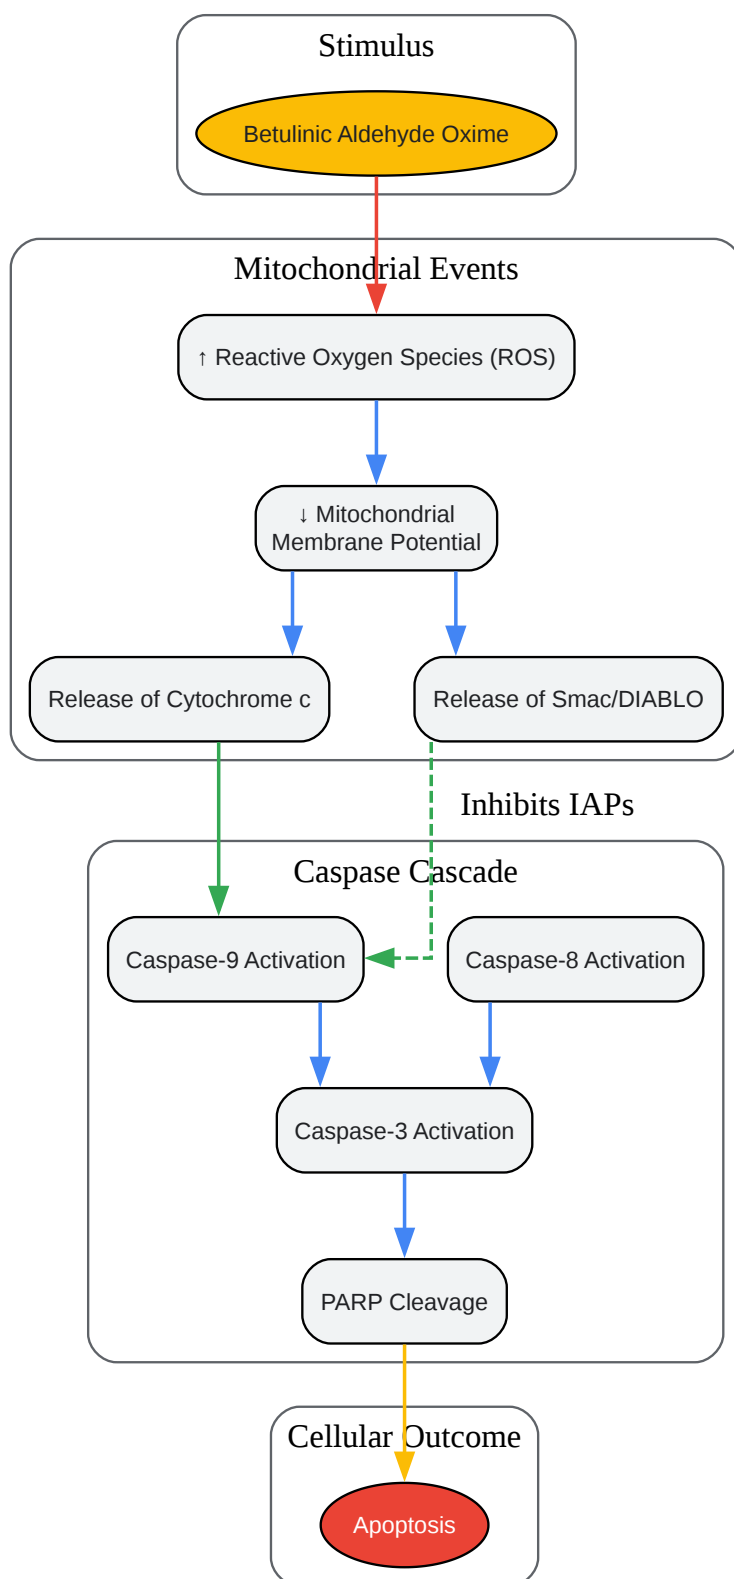 Stimulus
Betulinic Aldehyde Oxime
Mitochondrial Events
↑ Reactive Oxygen Species (ROS)
↓ Mitochondrial
Membrane Potential
Release of Cytochrome c
Release of Smac/DIABLO
Inhibits IAPs
Caspase Cascade
Caspase-9 Activation
Caspase-8 Activation
Caspase-3 Activation
PARP Cleavage
Cellular Outcome
Apoptosis